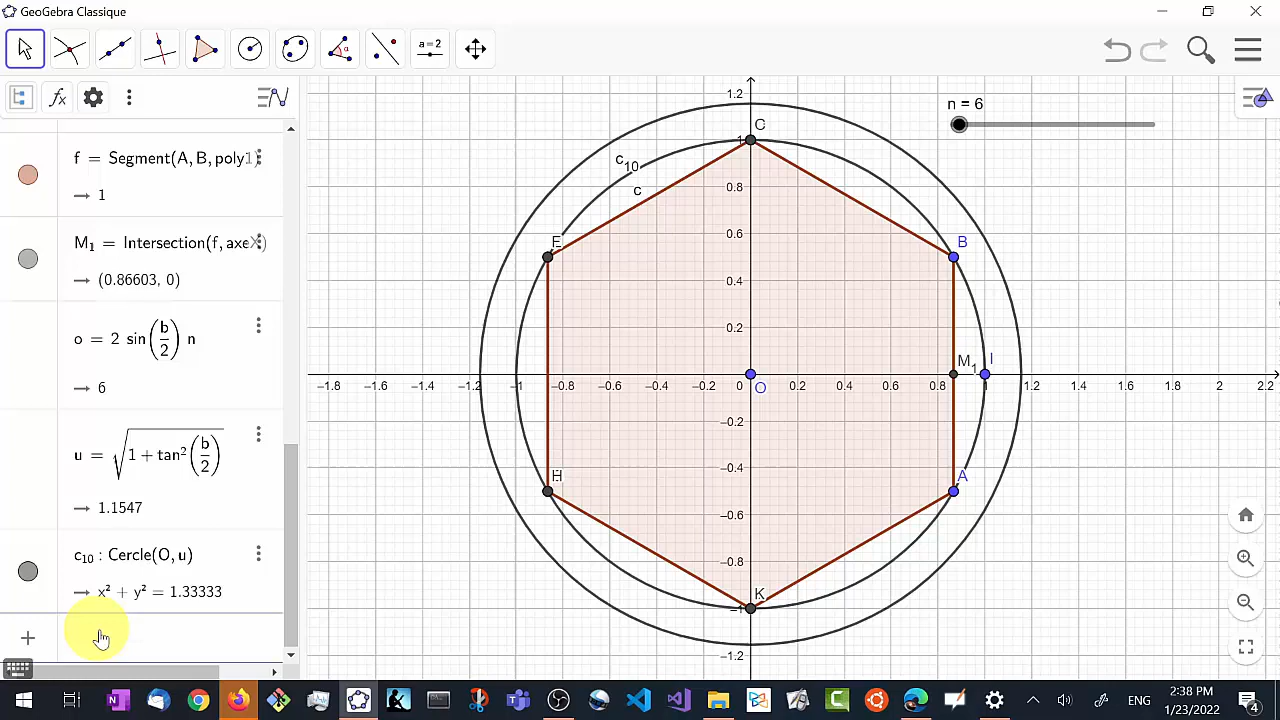 GeoGebra Classique
a = 2
f = Segment(A, B, poly1)
→ 1
M₁ = Intersection(f, axeX)
→ (0.86603, 0)
o = 2 sin(b/2) n
→ 6
u = √(1 + tan²(b/2))
→ 1.1547
c₁₀ : Cercle(O, u)
→ x² + y² = 1.33333
n = 6
1.2
C
1
c₁₀
c
0.8
0.6
E
B
0.4
0.2
M₁
I
−1.8 −1.6 −1.4 −1.2 −1 −0.8 −0.6 −0.4 −0.2 0 0.2 0.4 0.6 0.8 1 1.2 1.4 1.6 1.8 2 2.2
O
−0.2
−0.4
H
A
−0.6
−0.8
K
−1
−1.2
ENG
2:38 PM
1/23/2022
4